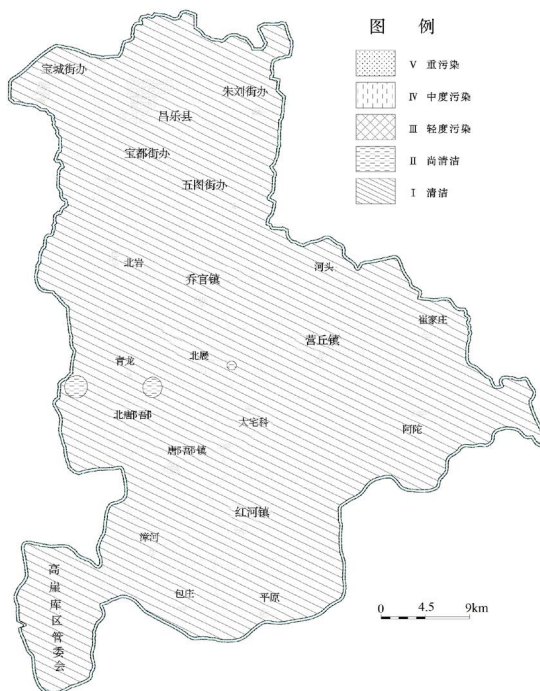 图 例
V 重污染
IV 中度污染
III 轻度污染
II 尚清洁
I 清洁
宝城街办
朱刘街办
昌乐县
宝都街办
五图街办
北岩
乔官镇
河头
崔家庄
营丘镇
青龙
北展
北鄌郚
大宅科
阿陀
鄌郚镇
红河镇
漳河
包庄
平原
高崖库区管委会
0 4.5 9km